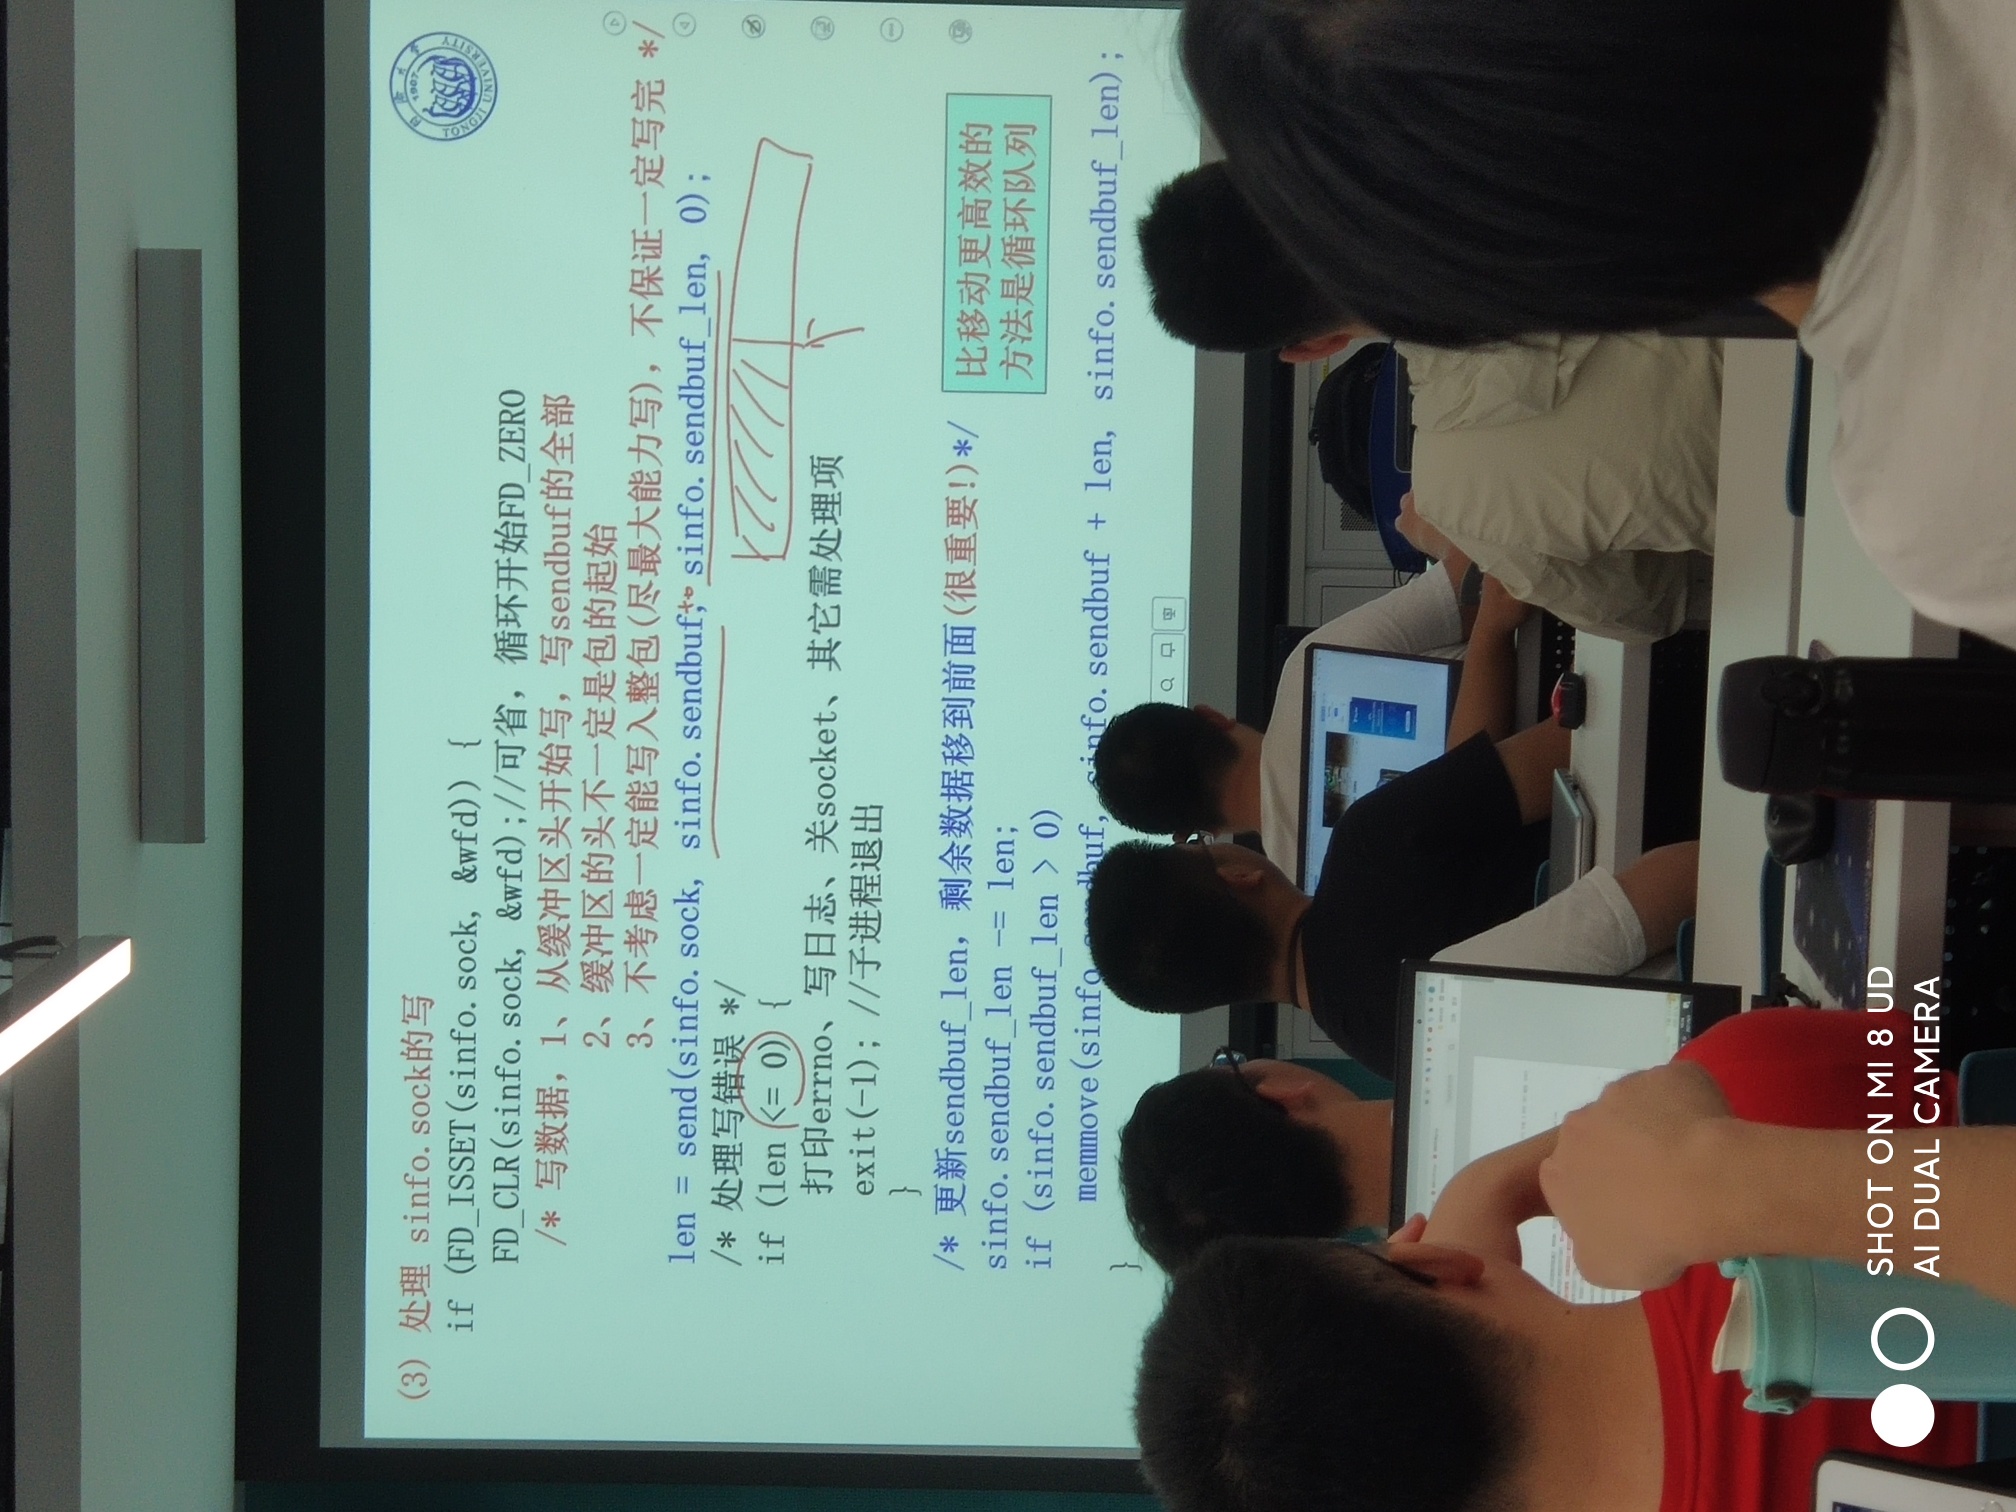 (3) 处理 sinfo.sock的写
同济大学
1907
TONGJI UNIVERSITY
if (FD_ISSET(sinfo.sock, &wfd)) {
FD_CLR(sinfo.sock, &wfd);//可省，循环开始FD_ZERO
/* 写数据，1、从缓冲区头开始写，写sendbuf的全部
2、缓冲区的头不一定是包的起始
3、不考虑一定能写入整包(尽最大能力写)，不保证一定写完 */
len = send(sinfo.sock, sinfo.sendbuf, sinfo.sendbuf_len, 0);
/* 处理写错误 */
if (len <= 0) {
打印errno、写日志、关socket、其它需处理项
exit(-1); //子进程退出
}
/* 更新sendbuf_len，剩余数据移到前面(很重要!)*/
sinfo.sendbuf_len -= len;
if (sinfo.sendbuf_len > 0)
比移动更高效的
方法是循环队列
memmove(sinfo.sendbuf, sinfo.sendbuf + len, sinfo.sendbuf_len);
}
SHOT ON MI 8 UD
AI DUAL CAMERA